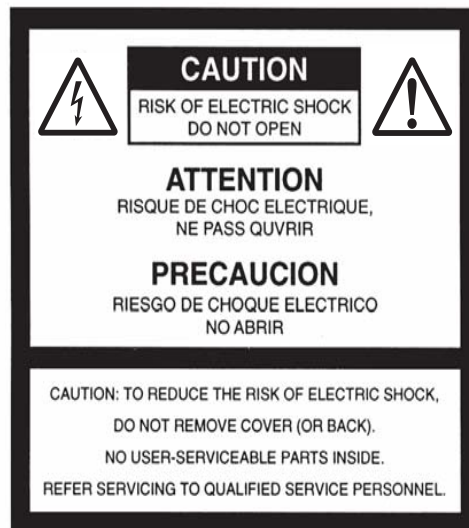 CAUTION
RISK OF ELECTRIC SHOCK
DO NOT OPEN
ATTENTION
RISQUE DE CHOC ELECTRIQUE,
NE PASS QUVRIR
PRECAUCION
RIESGO DE CHOQUE ELECTRICO
NO ABRIR
CAUTION: TO REDUCE THE RISK OF ELECTRIC SHOCK,
DO NOT REMOVE COVER (OR BACK).
NO USER-SERVICEABLE PARTS INSIDE.
REFER SERVICING TO QUALIFIED SERVICE PERSONNEL.